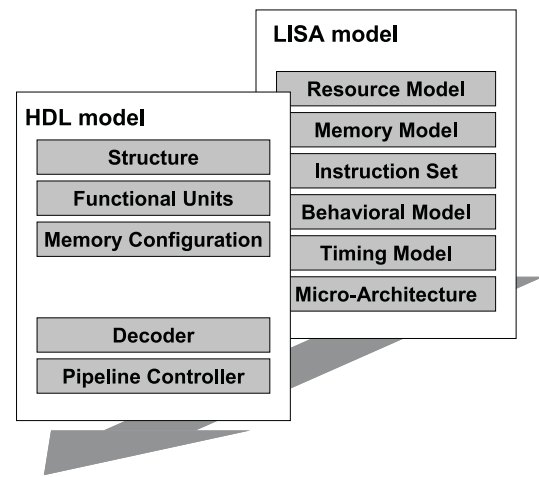 LISA model
Resource Model
Memory Model
Instruction Set
Behavioral Model
Timing Model
Micro-Architecture
HDL model
Structure
Functional Units
Memory Configuration
Decoder
Pipeline Controller